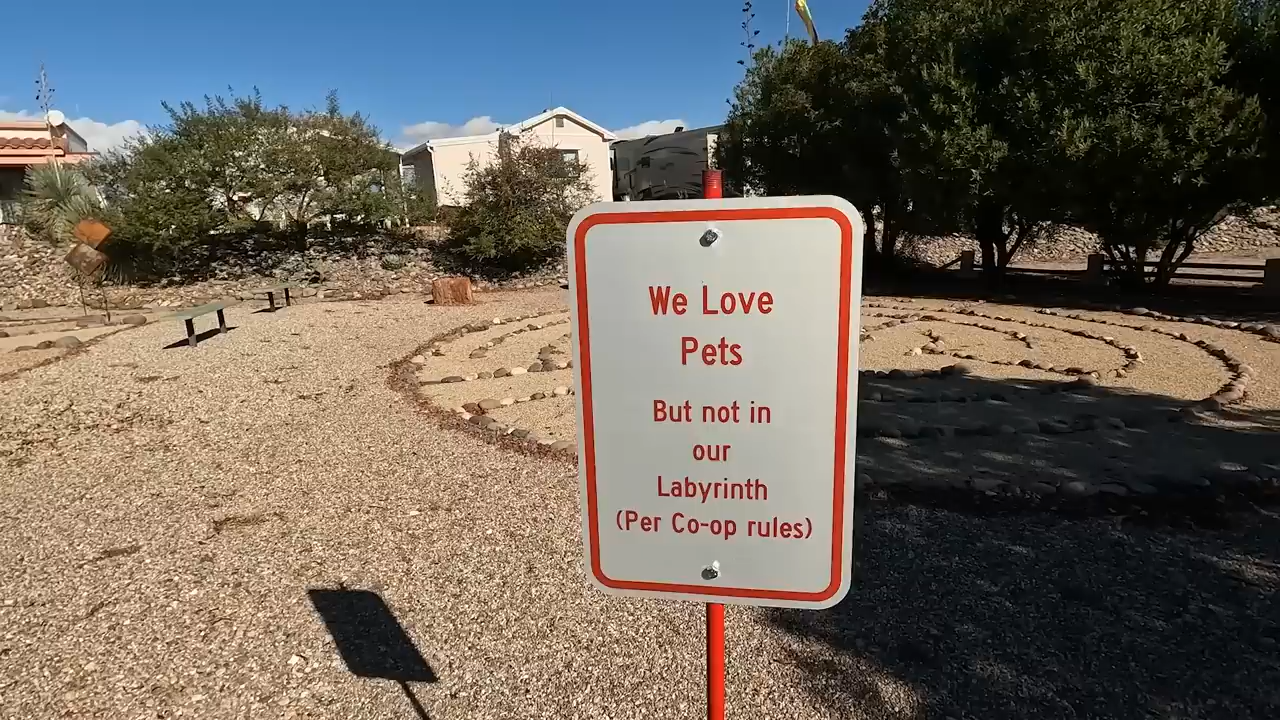 We Love
Pets
But not in
our
Labyrinth
(Per Co-op rules)